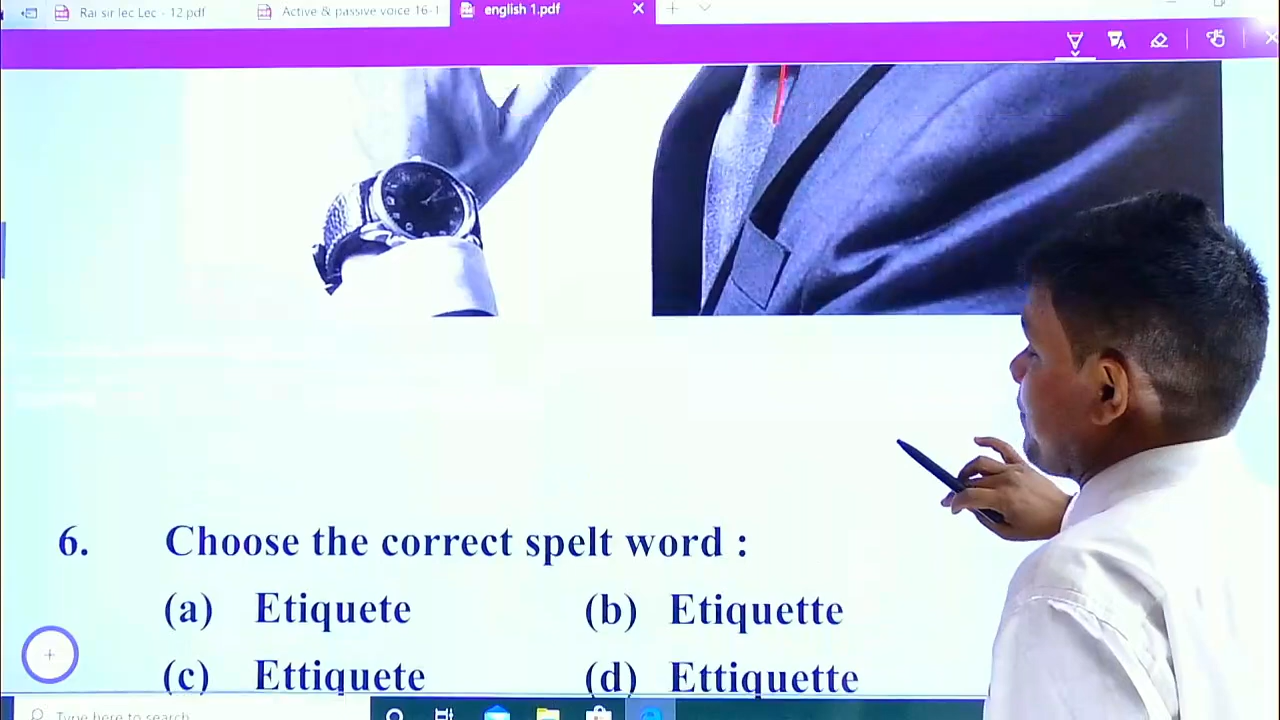 Rai sir lec Lec - 12.pdf
Active & passive voice 16-1
english 1.pdf
6. Choose the correct spelt word :
(a) Etiquete (b) Etiquette
(c) Ettiquete (d) Ettiquette
Type here to search